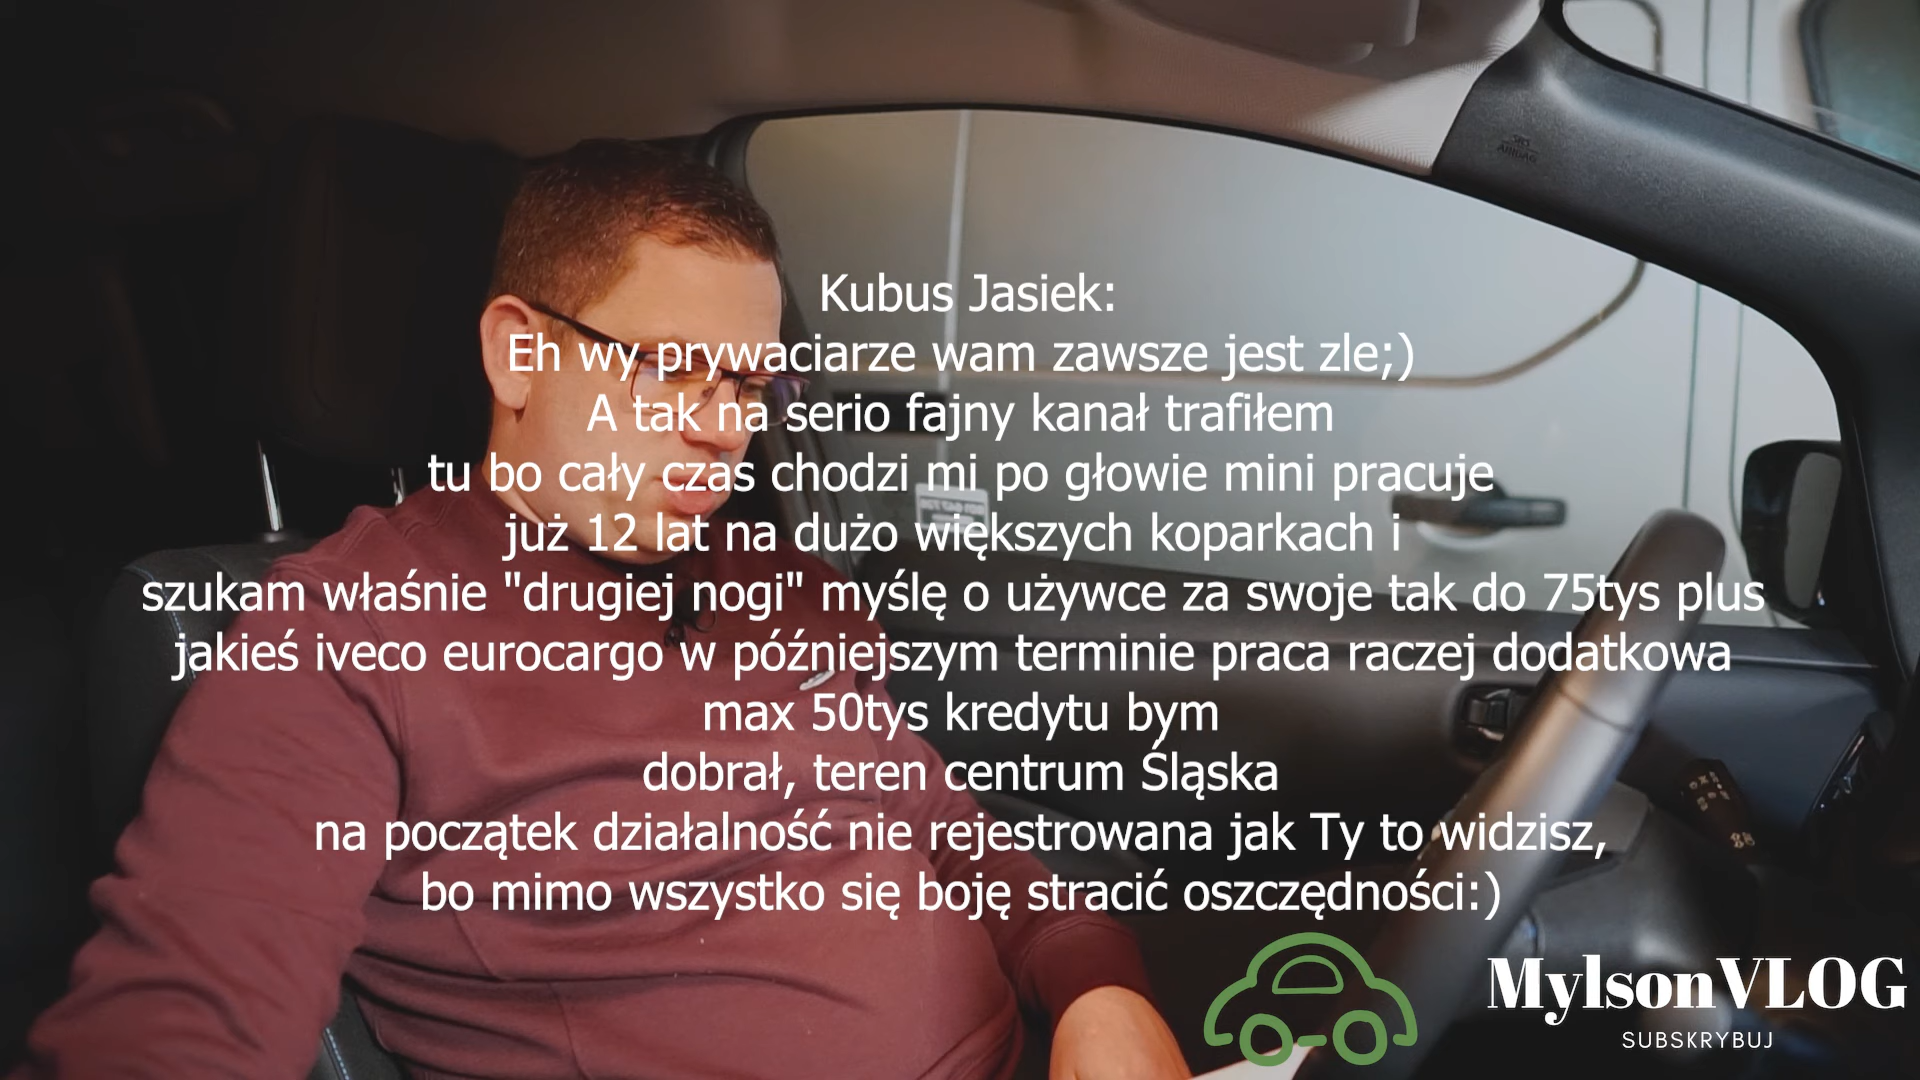 Kubus Jasiek:
Eh wy prywaciarze wam zawsze jest zle;)
A tak na serio fajny kanał trafiłem
tu bo cały czas chodzi mi po głowie mini pracuje
już 12 lat na dużo większych koparkach i
szukam właśnie "drugiej nogi" myślę o używce za swoje tak do 75tys plus
jakieś iveco eurocargo w późniejszym terminie praca raczej dodatkowa
max 50tys kredytu bym
dobrał, teren centrum Śląska
na początek działalność nie rejestrowana jak Ty to widzisz,
bo mimo wszystko się boję stracić oszczędności:)
MylsonVLOG
SUBSKRYBUJ
AIRBAG